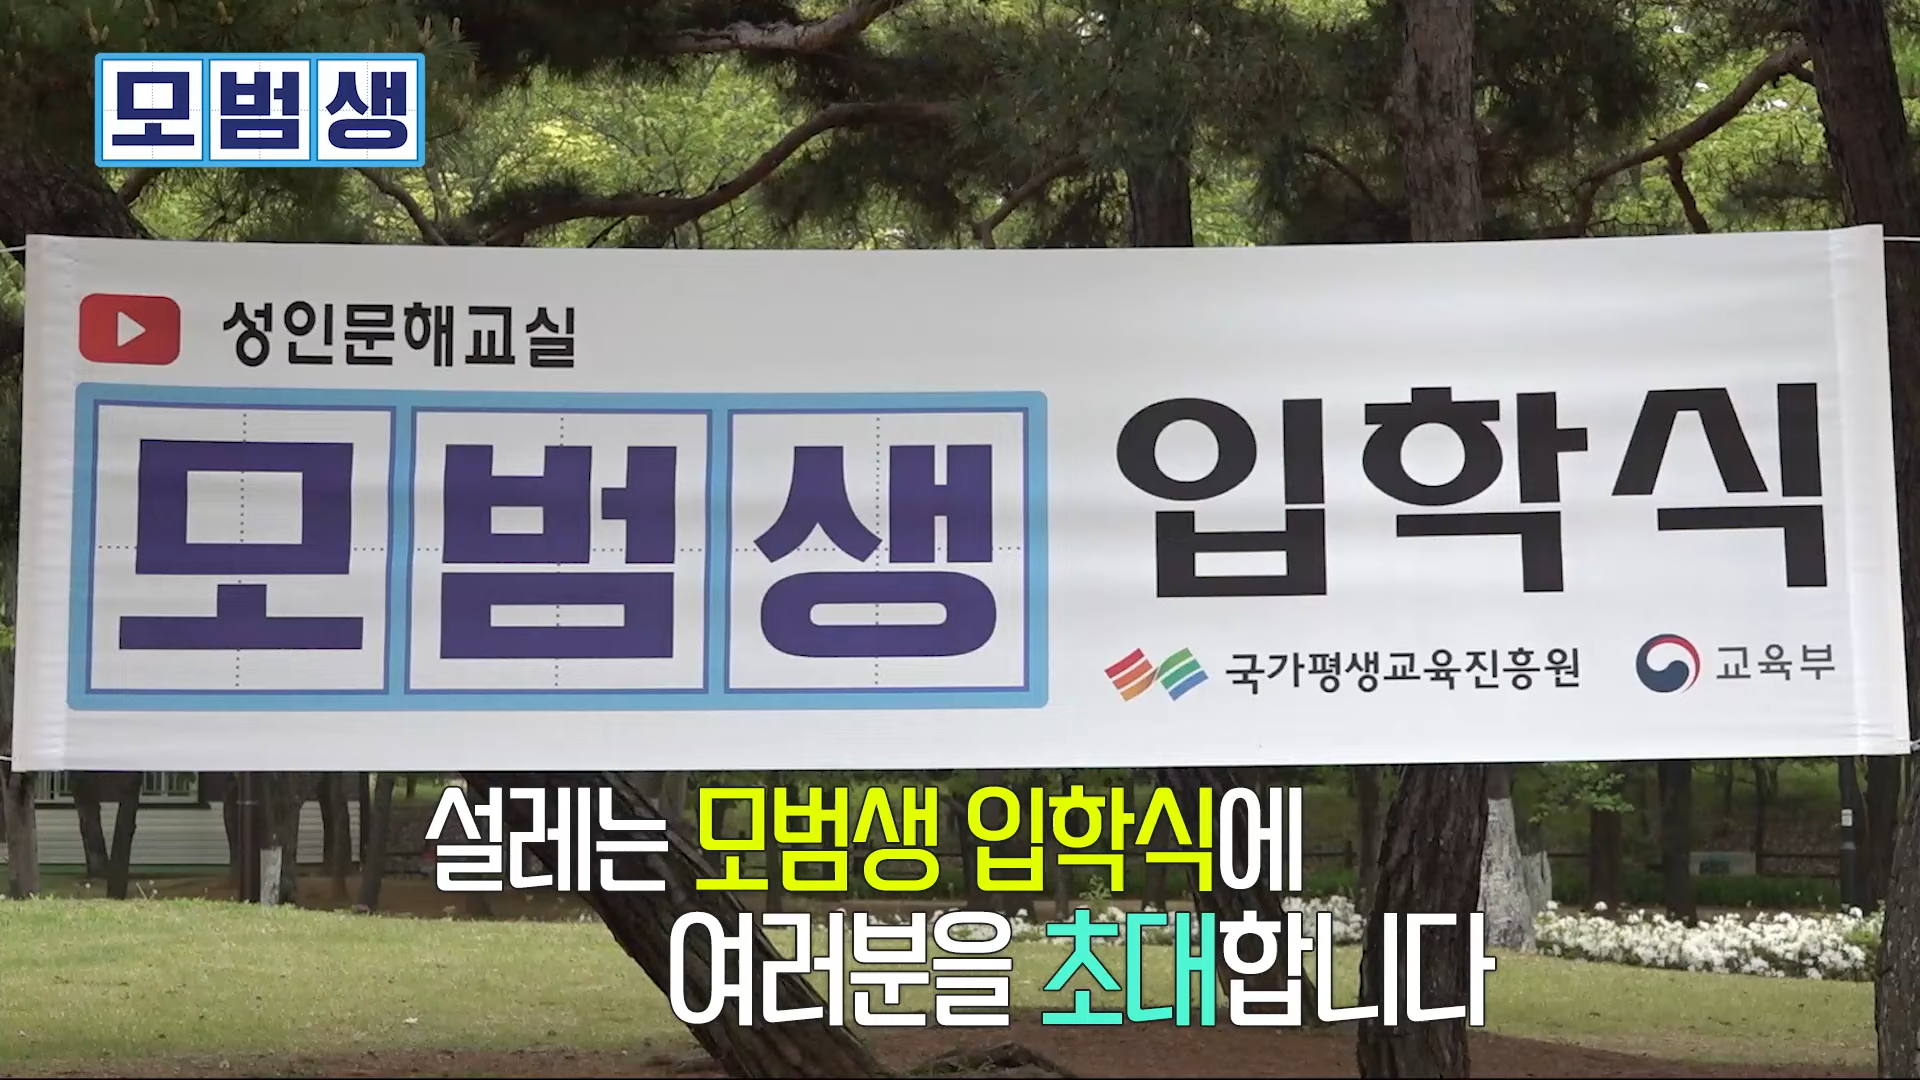 모범생
성인문해교실
모범생 입학식
국가평생교육진흥원 교육부
설레는 모범생 입학식에
여러분을 초대합니다